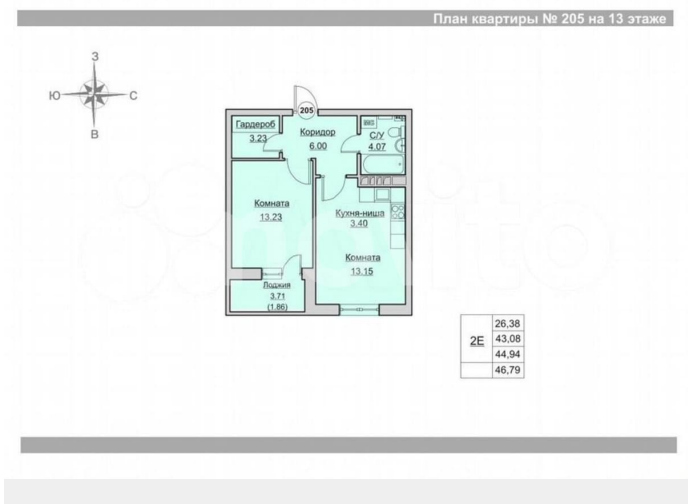 План квартиры № 205 на 13 этаже
З
Ю
С
В
205
Гардероб
3.23
Коридор
6.00
С/У
4.07
Комната
13.23
Кухня-ниша
3.40
Комната
13.15
Лоджия
3.71
(1.86)
2Е
26,38
43,08
44,94
46,79
Avito